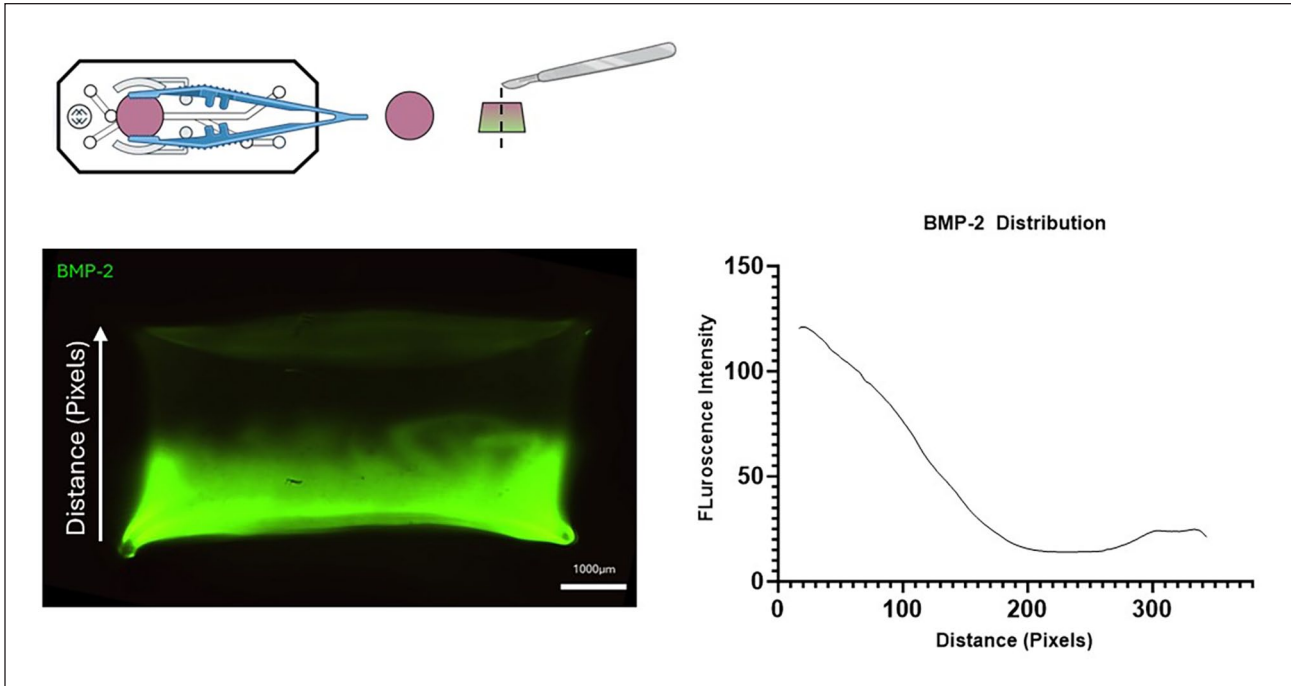 BMP-2
Distance (Pixels)
1000µm
BMP-2 Distribution
FLuroscence Intensity
150
100
50
0
0 100 200 300
Distance (Pixels)